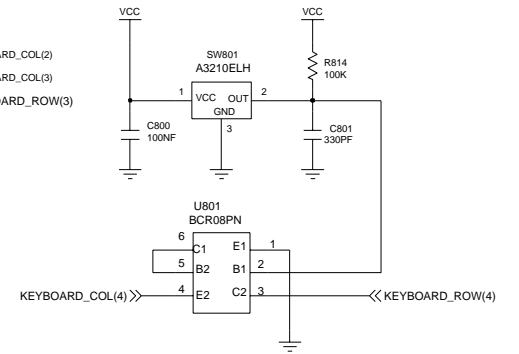 VCC
VCC
ARD_COL(2)
ARD_COL(3)
ARD_ROW(3)
SW801
A3210ELH
R814
100K
1 VCC OUT 2
GND
3
C800
100NF
C801
330PF
U801
BCR08PN
6 C1 E1 1
5 B2 B1 2
KEYBOARD_COL(4) 4 E2 C2 3 KEYBOARD_ROW(4)